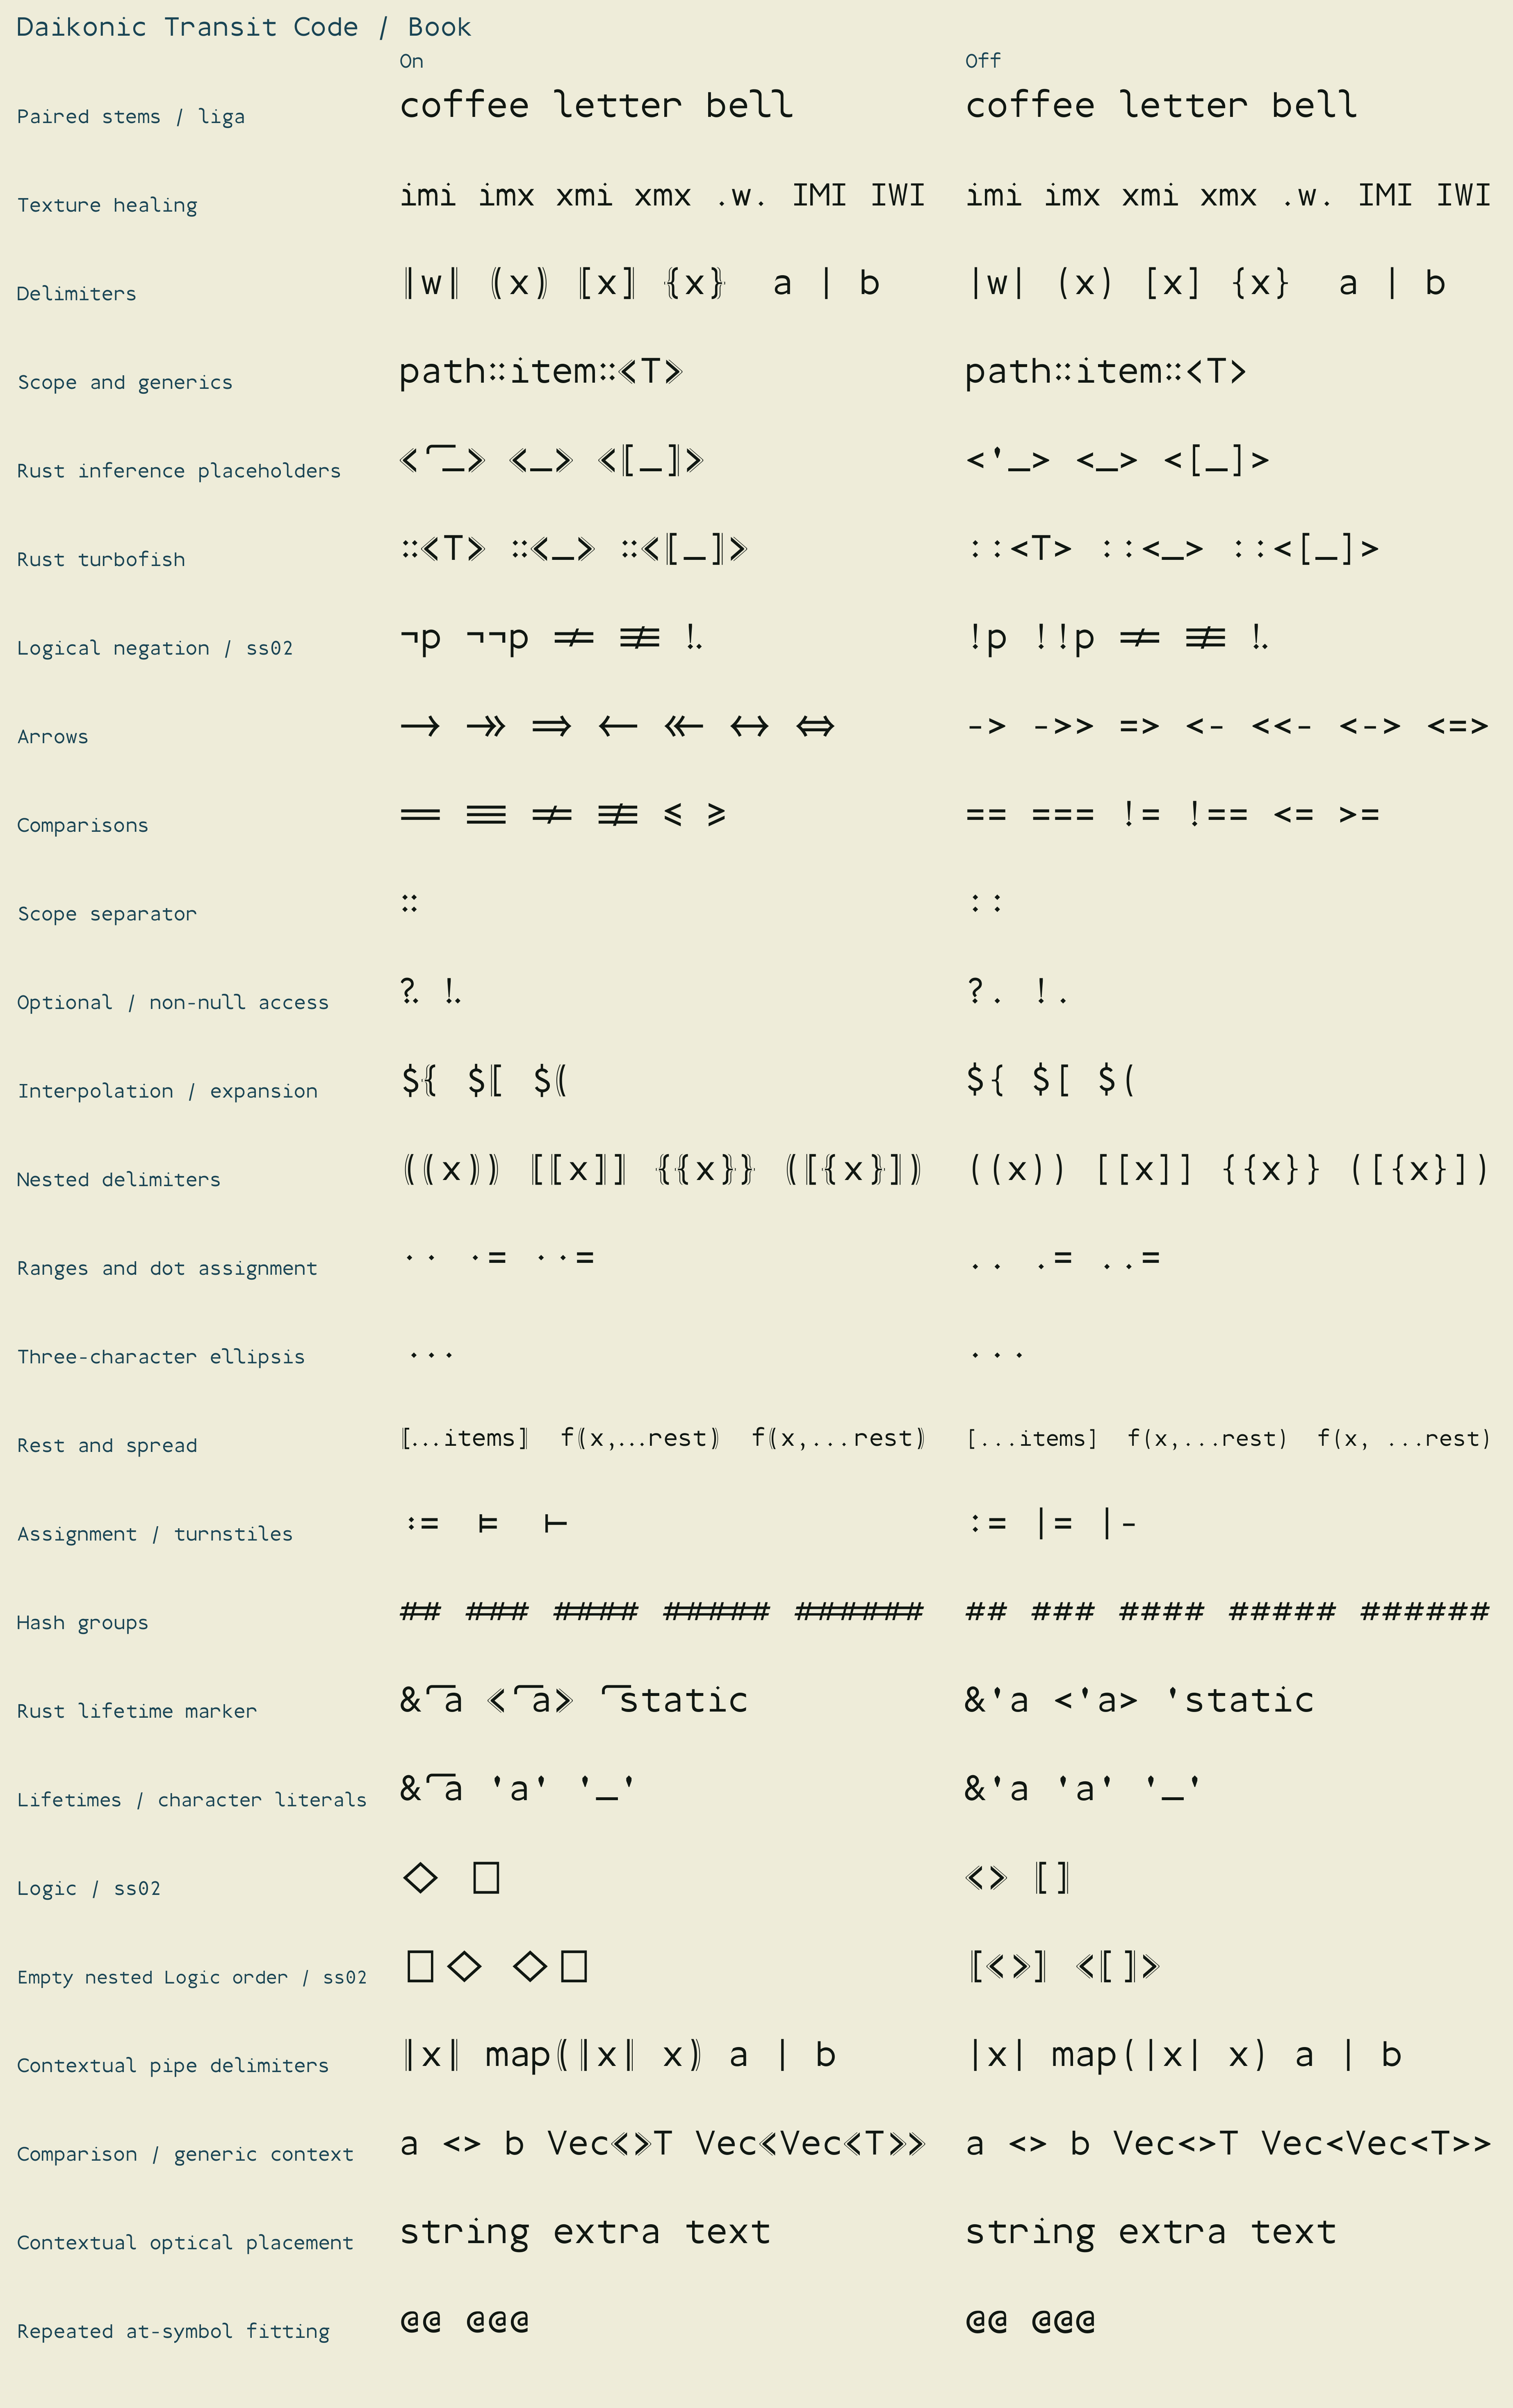 Daikonic Transit Code / Book
On Off
Paired stems / liga coffee letter bell coffee letter bell
Texture healing imi imx xmi xmx .w. IMI IWI imi imx xmi xmx .w. IMI IWI
Delimiters |w| (x) [x] {x}  a | b |w| (x) [x] {x}  a | b
Scope and generics path::item::<T> path::item::<T>
Rust inference placeholders <'_> <_> <[_]> <'_> <_> <[_]>
Rust turbofish ::<T> ::<_> ::<[_]> ::<T> ::<_> ::<[_]>
Logical negation / ss02 ¬p ¬¬p ≠ ≢ !. !p !!p ≠ ≢ !.
Arrows → ↠ ⇒ ← ↞ ↔ ⇔ -> ->> => <- <<- <-> <=>
Comparisons == ≡ ≠ ≢ ⩽ ⩾ == === != !== <= >=
Scope separator :: ::
Optional / non-null access ?. !. ?. !.
Interpolation / expansion ${ $[ $( ${ $[ $(
Nested delimiters ((x)) [[x]] {{x}} ([{x}]) ((x)) [[x]] {{x}} ([{x}])
Ranges and dot assignment ·· ·= ··= .. .= ..=
Three-character ellipsis ... ...
Rest and spread [...items]  f(x,...rest)  f(x,...rest) [...items]  f(x,...rest)  f(x, ...rest)
Assignment / turnstiles := ⊨ ⊢ := |= |-
Hash groups ## ### #### ##### ###### ## ### #### ##### ######
Rust lifetime marker &'a <'a> 'static &'a <'a> 'static
Lifetimes / character literals &'a 'a' '_' &'a 'a' '_'
Logic / ss02 ◇ □ <> []
Empty nested Logic order / ss02 □◇ ◇□ [<>] <[]>
Contextual pipe delimiters |x| map(|x| x) a | b |x| map(|x| x) a | b
Comparison / generic context a <> b Vec<>T Vec<Vec<T>> a <> b Vec<>T Vec<Vec<T>>
Contextual optical placement string extra text string extra text
Repeated at-symbol fitting @@ @@@ @@ @@@